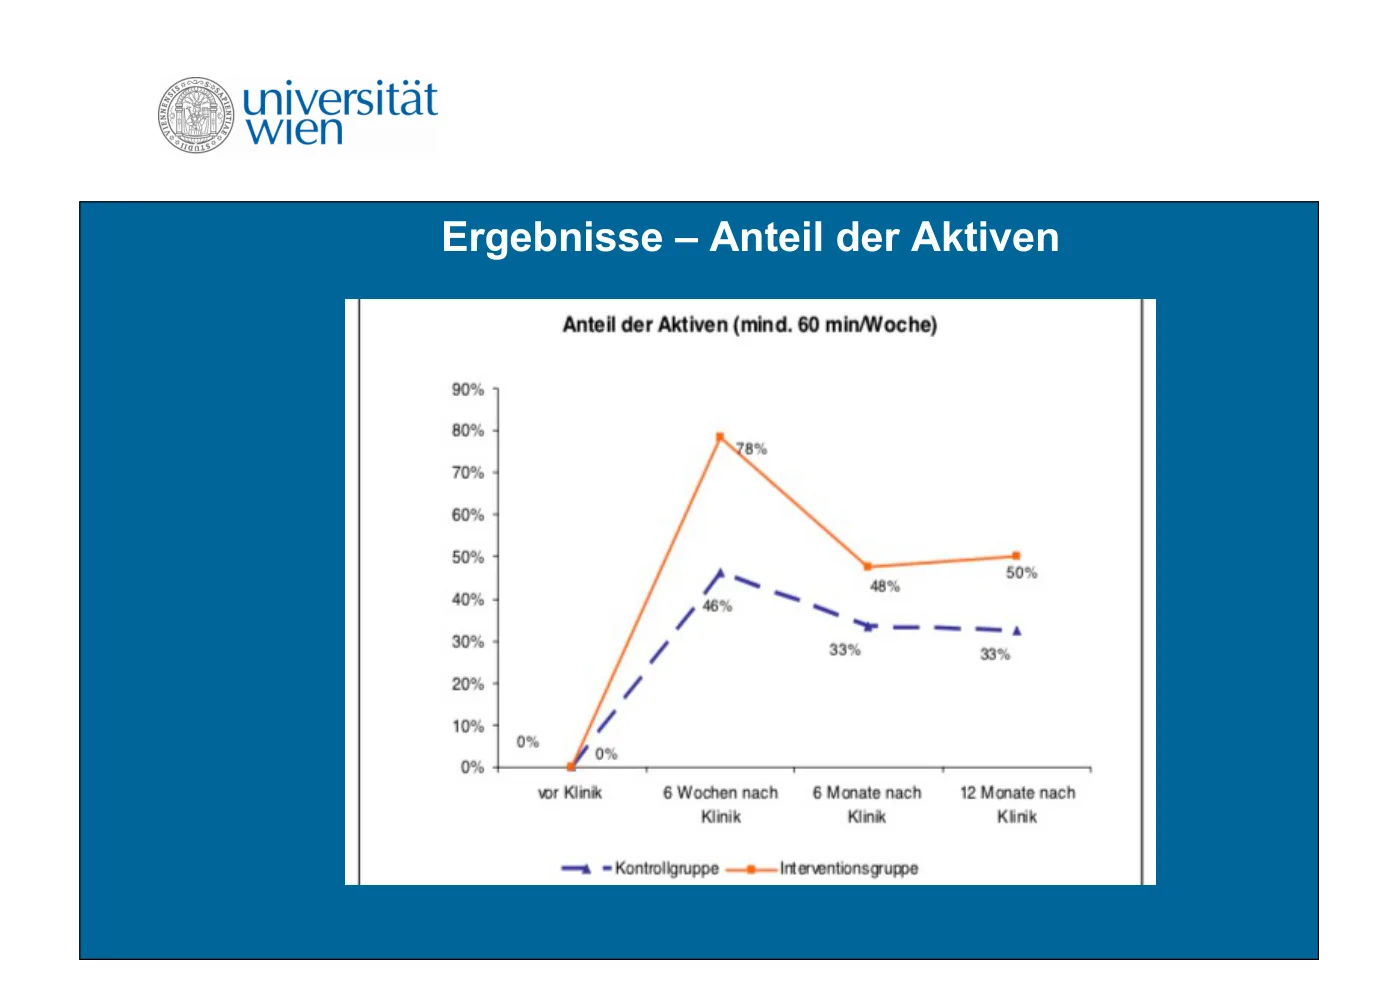 universität
wien
Ergebnisse – Anteil der Aktiven
Anteil der Aktiven (mind. 60 min/Woche)
90%
80%
70%
60%
50%
40%
30%
20%
10%
0%
78%
48%
50%
46%
33%
33%
0%
0%
vor Klinik
6 Wochen nach
Klinik
6 Monate nach
Klinik
12 Monate nach
Klinik
Kontrollgruppe
Interventionsgruppe